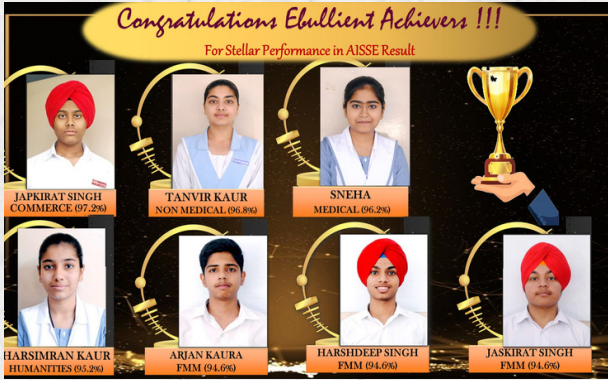 Congratulations Ebullient Achievers !!!
For Stellar Performance in AISSE Result
JAPKIRAT SINGH
COMMERCE (97.2%)
TANVIR KAUR
NON MEDICAL (96.8%)
SNEHA
MEDICAL (96.2%)
HARSIMRAN KAUR
HUMANITIES (95.2%)
ARJAN KAURA
FMM (94.6%)
HARSHDEEP SINGH
FMM (94.6%)
JASKIRAT SINGH
FMM (94.6%)